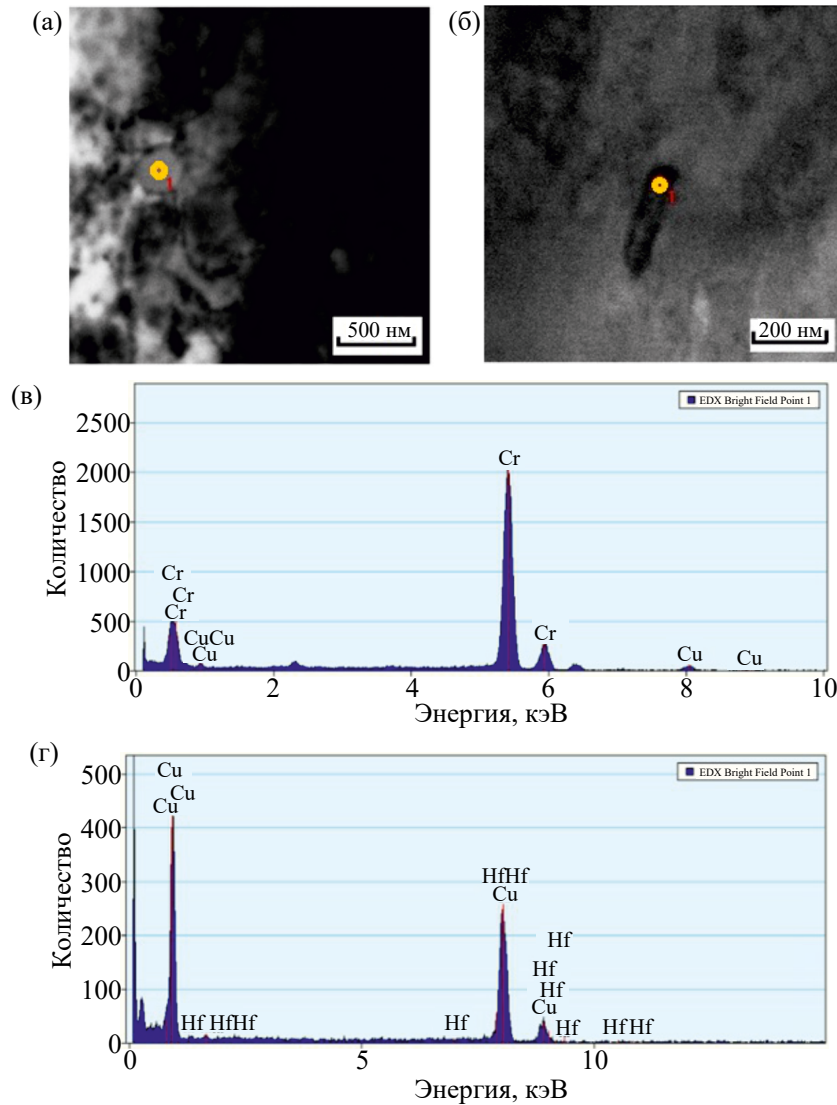 (а)
1
500 нм
(б)
1
200 нм
(в)
EDX Bright Field Point 1
Количество
2500
2000
1500
1000
500
0
Cr
Cr
Cr
CuCu
Cu
Cr
Cr
Cu
Cu
0 2 4 6 8 10
Энергия, кэВ
(г)
EDX Bright Field Point 1
Количество
500
400
300
200
100
0
Cu
Cu
Cu
Hf
HfHf
Hf
HfHf
Cu
Hf
Hf
Hf
Cu
Hf
Hf Hf
0 5 10
Энергия, кэВ